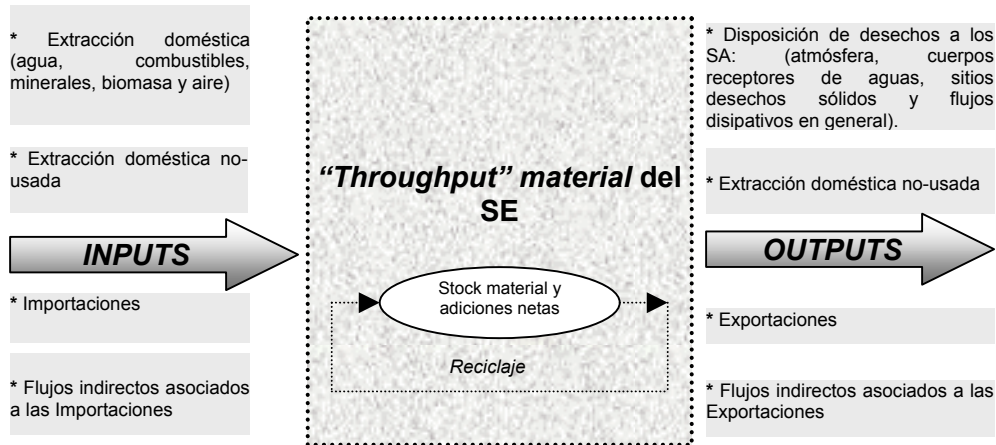 * Extracción doméstica
(agua, combustibles,
minerales, biomasa y aire)
* Extracción doméstica no-
usada
INPUTS
* Importaciones
* Flujos indirectos asociados
a las Importaciones
“Throughput” material del
SE
Stock material y
adiciones netas
Reciclaje
* Disposición de desechos a los
SA: (atmósfera, cuerpos
receptores de aguas, sitios
desechos sólidos y flujos
disipativos en general).
* Extracción doméstica no-usada
OUTPUTS
* Exportaciones
* Flujos indirectos asociados a las
Exportaciones